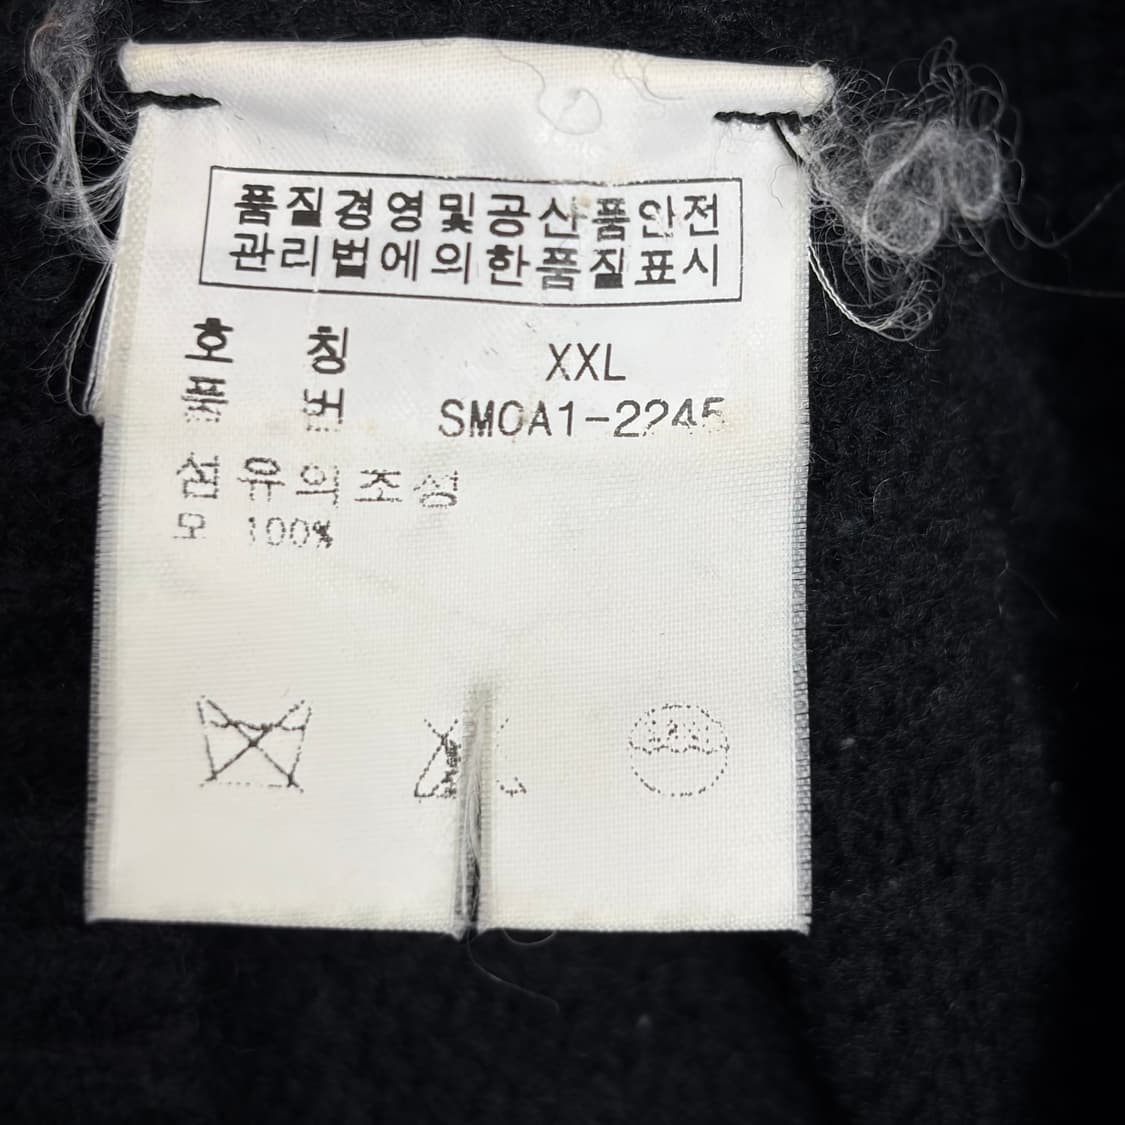 품질경영및공산품안전
관리법에의한품질표시
호 칭 XXL
품 번 SMCA1-2245
섬유의조성
모 100%